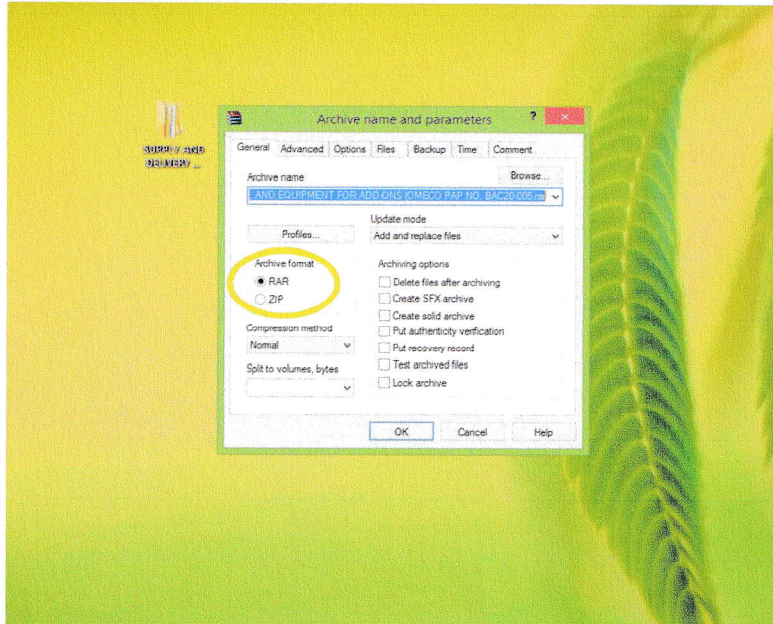 SUPPLY AND
DELIVERY ...
Archive name and parameters
?
General Advanced Options Files Backup Time Comment
Archive name
Browse...
AND EQUIPMENT FOR ADD-ONS (OMECO PAP NO. BAC20-005.rar
Update mode
Profiles...
Add and replace files
Archive format
RAR
ZIP
Archiving options
Delete files after archiving
Create SFX archive
Create solid archive
Put authenticity verification
Put recovery record
Test archived files
Lock archive
Compression method
Normal
Split to volumes, bytes
OK Cancel Help